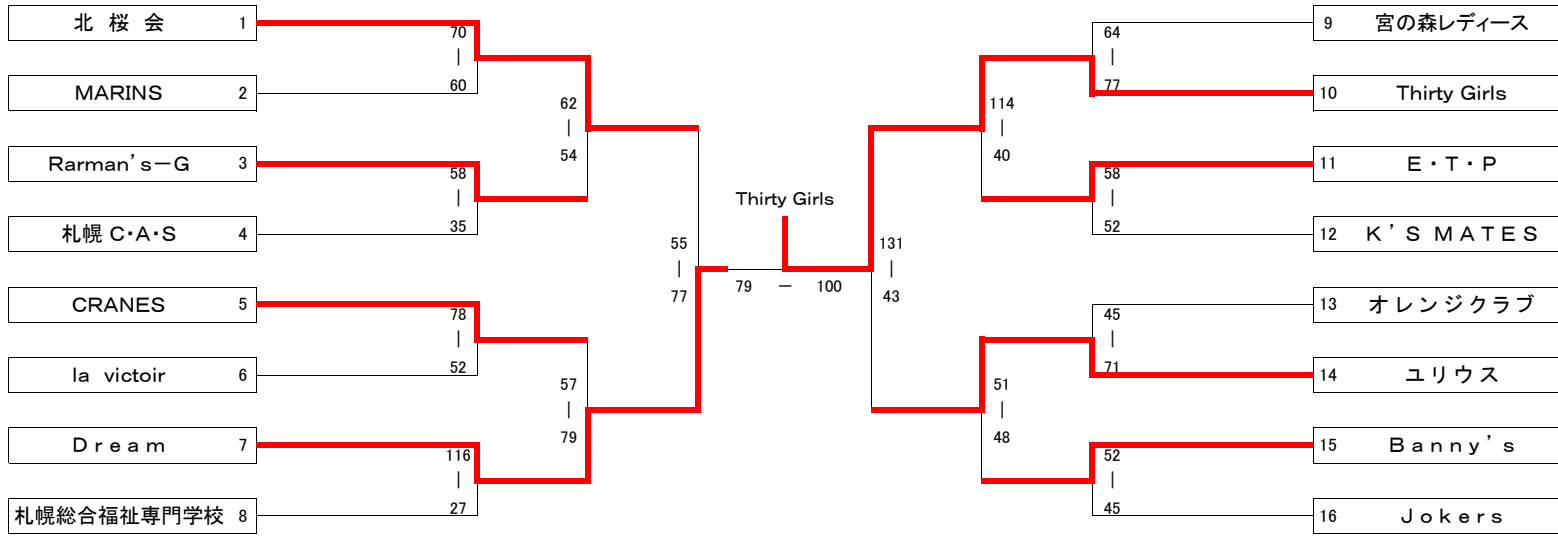 北 桜 会 1
70
|
60
MARINS 2
62
|
54
Rarman's－G 3
58
|
35
札幌 C・A・S 4
55
|
77
CRANES 5
78
|
52
la victoir 6
57
|
79
Ｄｒｅａｍ 7
116
|
27
札幌総合福祉専門学校 8
Thirty Girls
79 － 100
9 宮の森レディース
64
|
77
10 Thirty Girls
114
|
40
11 Ｅ・Ｔ・Ｐ
58
|
52
12 Ｋ'Ｓ ＭＡＴＥＳ
131
|
43
13 オレンジクラブ
45
|
71
14 ユリウス
51
|
48
15 Ｂａｎｎｙ'ｓ
52
|
45
16 Ｊｏｋｅｒｓ